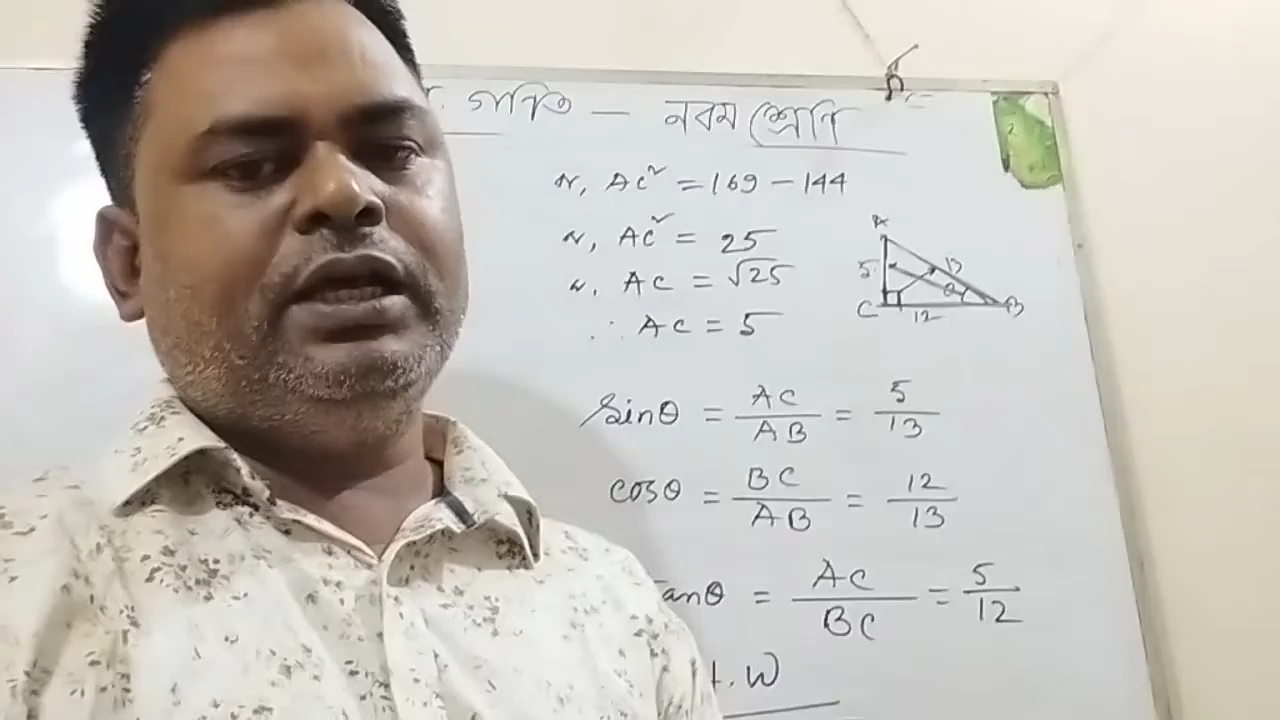 গণিত — নবম শ্রেণি
বা, AC² = 169 - 144
বা, AC² = 25
বা, AC = √25
∴ AC = 5
A
5
13
θ
C
12
B
sinθ = AC/AB = 5/13
cosθ = BC/AB = 12/13
tanθ = AC/BC = 5/12
H.W